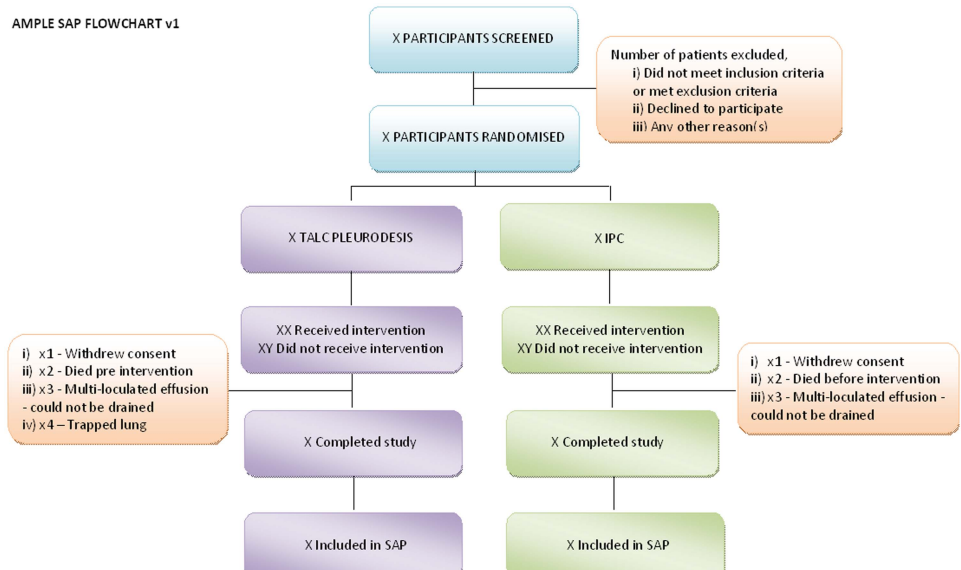 AMPLE SAP FLOWCHART v1
X PARTICIPANTS SCREENED
Number of patients excluded,
i) Did not meet inclusion criteria
or met exclusion criteria
ii) Declined to participate
iii) Any other reason(s)
X PARTICIPANTS RANDOMISED
X TALC PLEURODESIS
X IPC
XX Received intervention
XY Did not receive intervention
XX Received intervention
XY Did not receive intervention
i) x1 - Withdrew consent
ii) x2 - Died pre intervention
iii) x3 - Multi-loculated effusion
- could not be drained
iv) x4 – Trapped lung
i) x1 - Withdrew consent
ii) x2 - Died before intervention
iii) x3 - Multi-loculated effusion -
could not be drained
X Completed study
X Completed study
X Included in SAP
X Included in SAP